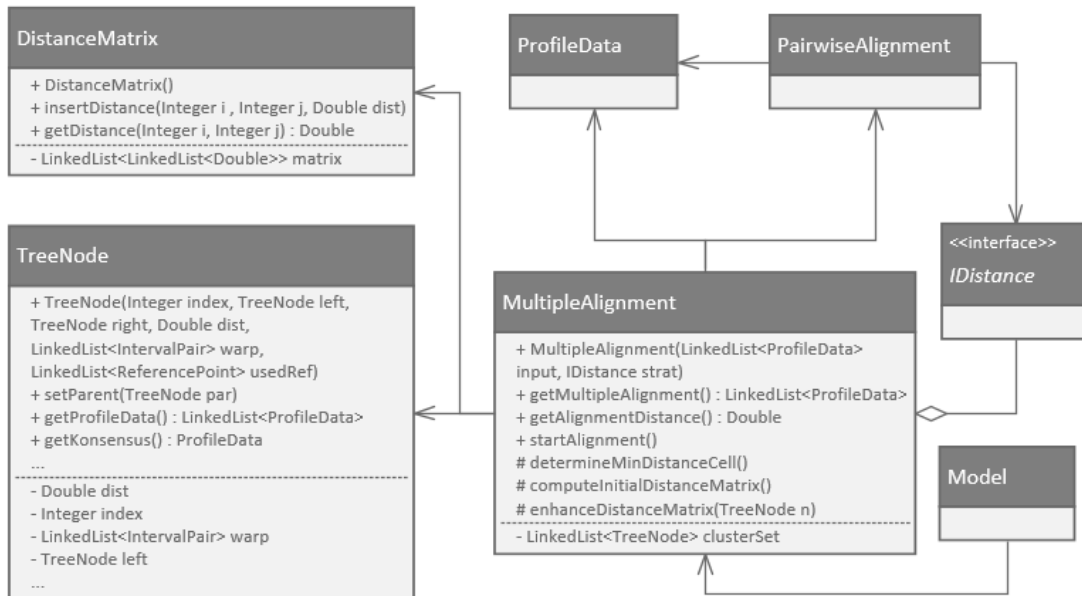 DistanceMatrix
+ DistanceMatrix()
+ insertDistance(Integer i , Integer j, Double dist)
+ getDistance(Integer i, Integer j) : Double
- LinkedList<LinkedList<Double>> matrix
ProfileData
PairwiseAlignment
TreeNode
+ TreeNode(Integer index, TreeNode left,
TreeNode right, Double dist,
LinkedList<IntervalPair> warp,
LinkedList<ReferencePoint> usedRef)
+ setParent(TreeNode par)
+ getProfileData() : LinkedList<ProfileData>
+ getKonsensus() : ProfileData
...
- Double dist
- Integer index
- LinkedList<IntervalPair> warp
- TreeNode left
...
<<interface>>
IDistance
MultipleAlignment
+ MultipleAlignment(LinkedList<ProfileData>
input, IDistance strat)
+ getMultipleAlignment() : LinkedList<ProfileData>
+ getAlignmentDistance() : Double
+ startAlignment()
# determineMinDistanceCell()
# computeInitialDistanceMatrix()
# enhanceDistanceMatrix(TreeNode n)
- LinkedList<TreeNode> clusterSet
Model